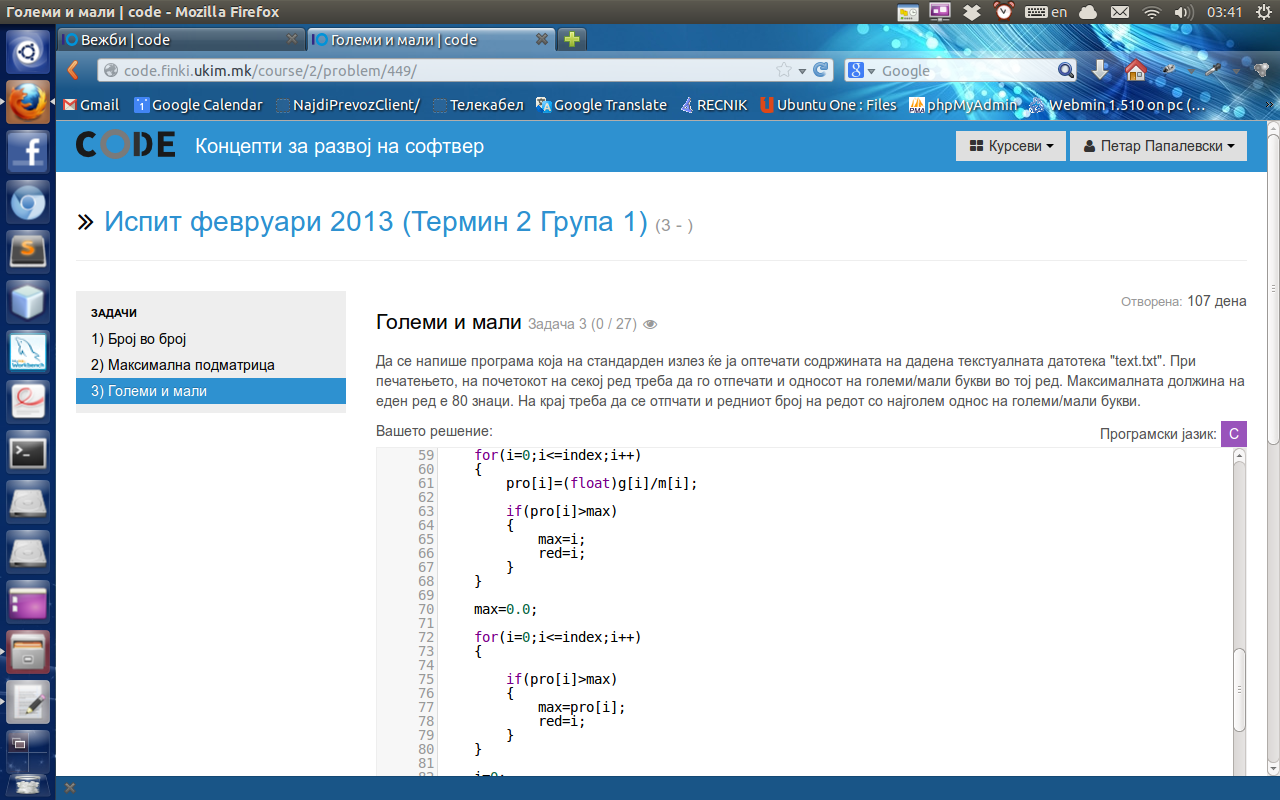 Големи и мали | code - Mozilla Firefox
en
03:41
Вежби | code
Големи и мали | code
code.finki.ukim.mk/course/2/problem/449/
Google
Gmail
Google Calendar
NajdiPrevozClient/
Телекабел
Google Translate
RECNIK
Ubuntu One : Files
phpMyAdmin
Webmin 1.510 on pc (…
CODE
Концепти за развој на софтвер
Курсеви
Петар Папалевски
Испит февруари 2013 (Термин 2 Група 1) (3 - )
ЗАДАЧИ
1) Број во број
2) Максимална подматрица
3) Големи и мали
Отворена: 107 дена
Големи и мали Задача 3 (0 / 27)
Да се напише програма која на стандарден излез ќе ја оптечати содржината на дадена текстуалната датотека "text.txt". При
печатењето, на почетокот на секој ред треба да го отпечати и односот на големи/мали букви во тој ред. Максималната должина на
еден ред е 80 знаци. На крај треба да се отпчати и редниот број на редот со најголем однос на големи/мали букви.
Вашето решение:
Програмски јазик: C
59 for(i=0;i<=index;i++)
60 {
61 pro[i]=(float)g[i]/m[i];
62
63 if(pro[i]>max)
64 {
65 max=i;
66 red=i;
67 }
68 }
69
70 max=0.0;
71
72 for(i=0;i<=index;i++)
73 {
74
75 if(pro[i]>max)
76 {
77 max=pro[i];
78 red=i;
79 }
80 }
81